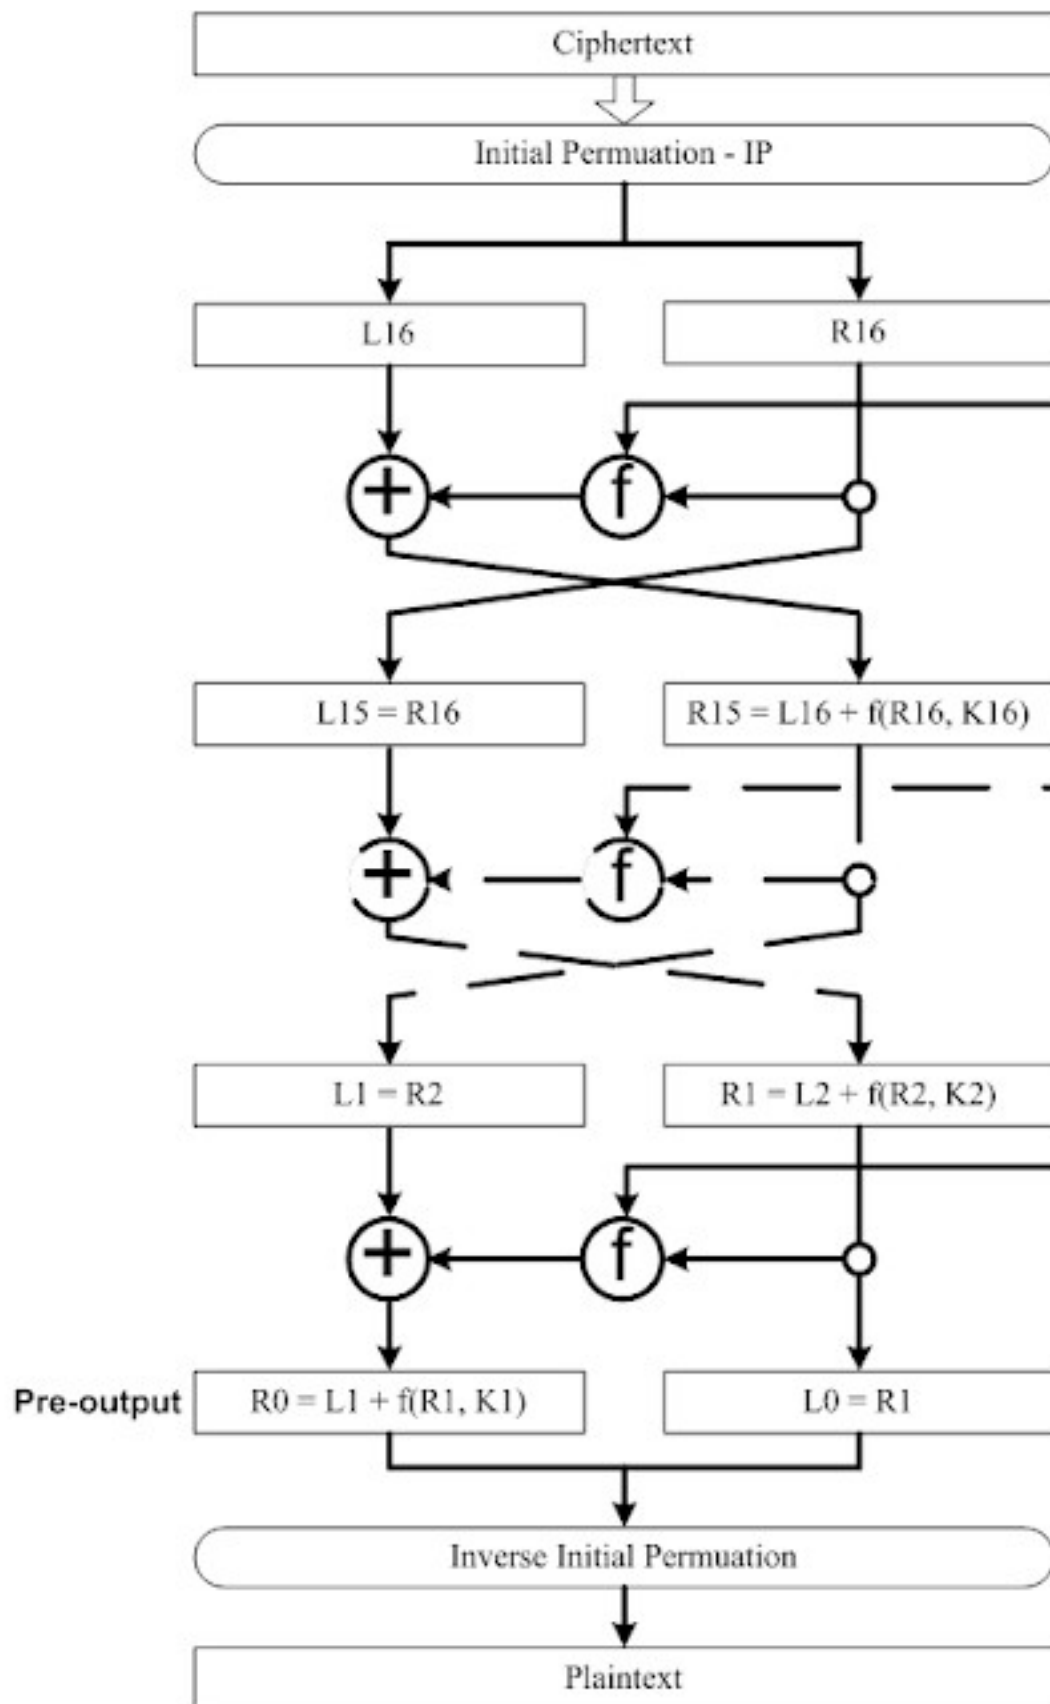 Ciphertext
Initial Permuation - IP
L16
R16
+
f
L15 = R16
R15 = L16 + f(R16, K16)
+
f
L1 = R2
R1 = L2 + f(R2, K2)
+
f
Pre-output
R0 = L1 + f(R1, K1)
L0 = R1
Inverse Initial Permuation
Plaintext